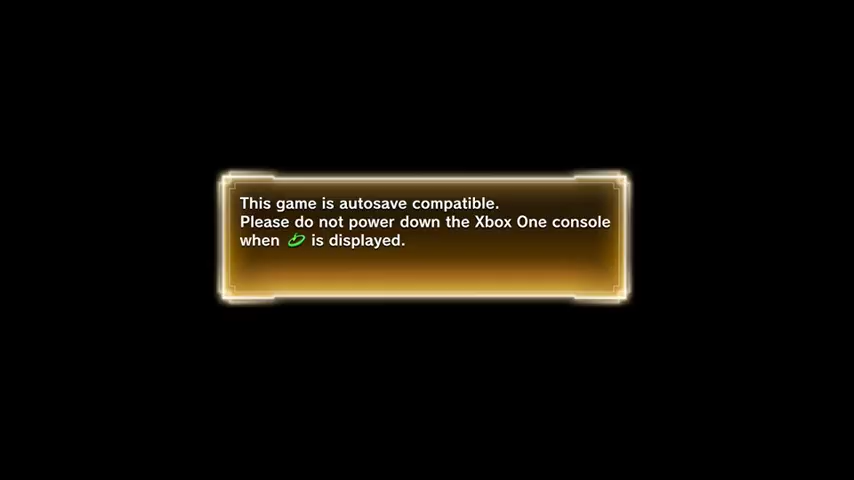 This game is autosave compatible.
Please do not power down the Xbox One console
when is displayed.